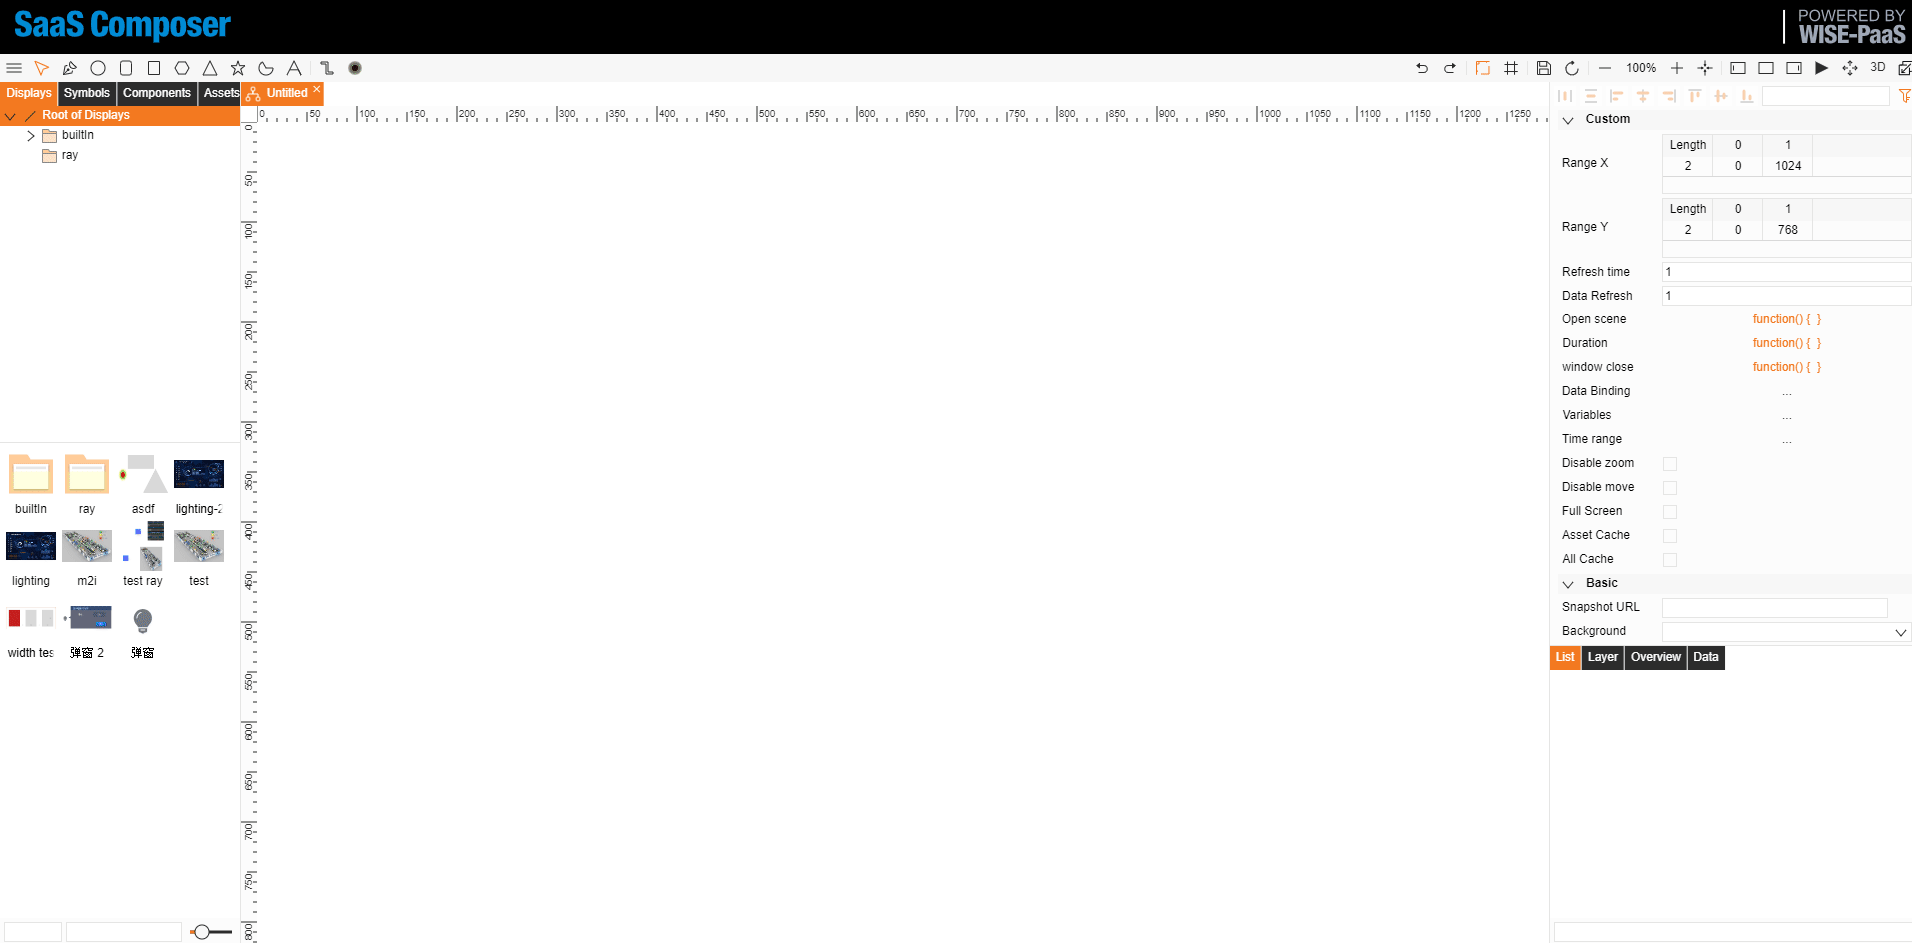 SaaS Composer
POWERED BY
WISE-PaaS
100%
3D
Displays
Symbols
Components
Assets
Untitled
Root of Displays
builtIn
ray
0 50 100 150 200 250 300 350 400 450 500 550 600 650 700 750 800 850 900 950 1000 1050 1100 1150 1200 1250
0
50
100
150
200
250
300
350
400
450
500
550
600
650
700
750
800
builtIn ray asdf lighting-2
lighting m2i test ray test
width tes 弹窗 2 弹窗
Custom
Length 0 1
Range X
2 0 1024
Length 0 1
Range Y
2 0 768
Refresh time 1
Data Refresh 1
Open scene function() { }
Duration function() { }
window close function() { }
Data Binding ...
Variables ...
Time range ...
Disable zoom
Disable move
Full Screen
Asset Cache
All Cache
Basic
Snapshot URL
Background
List Layer Overview Data